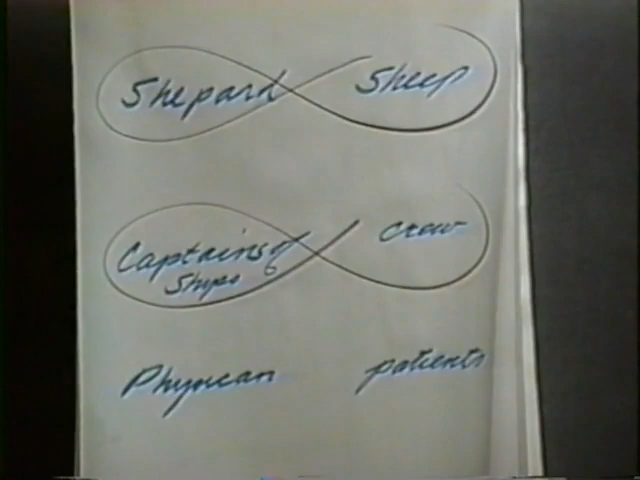 Shepard Sheep
Captains of crew
Ships
Physican patients